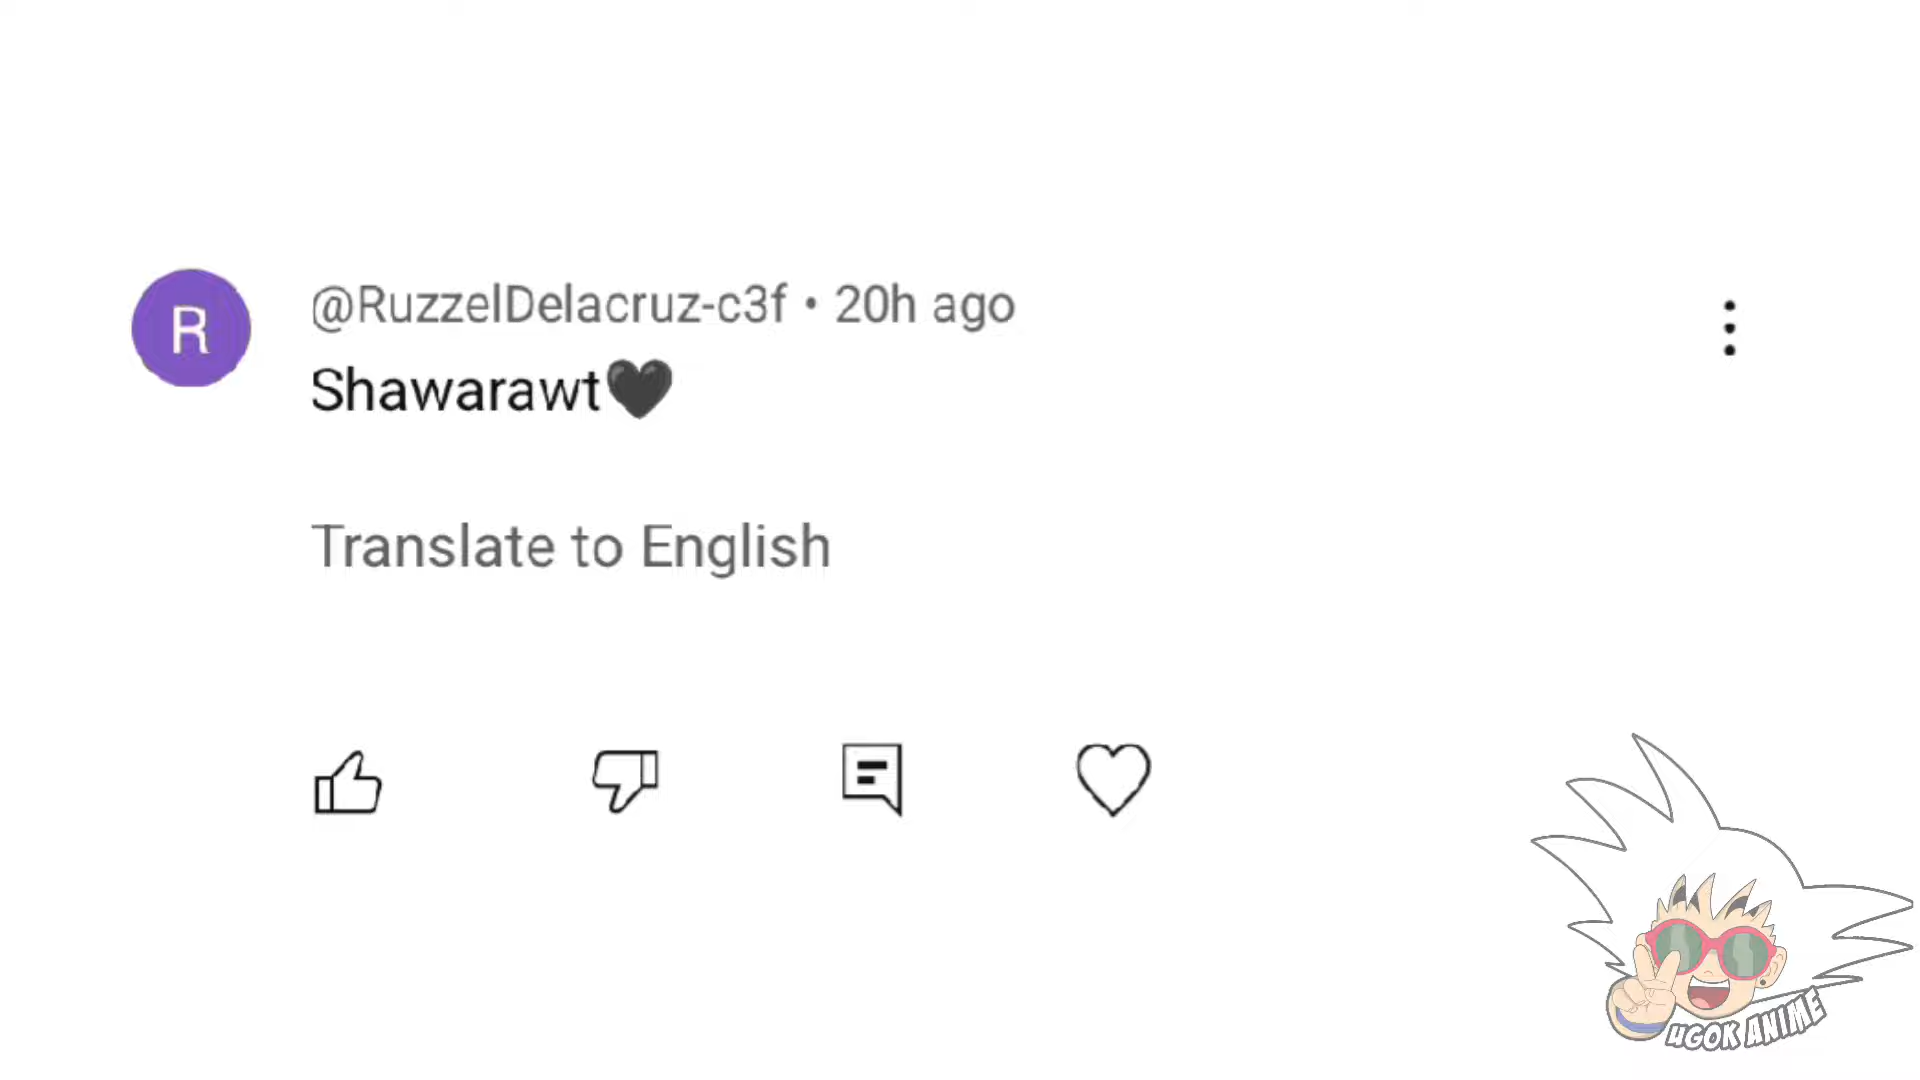 R
@RuzzelDelacruz-c3f • 20h ago
Shawarawt🖤
Translate to English
UGOK ANIME